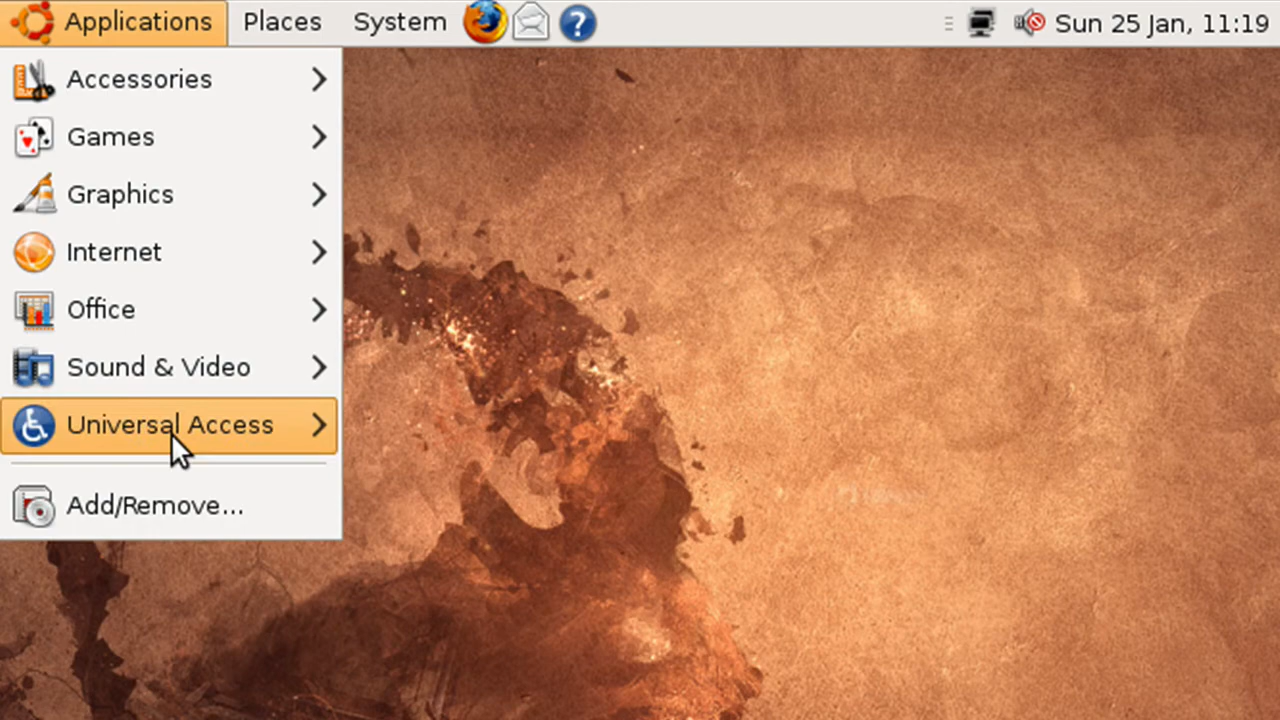 Applications Places System Sun 25 Jan, 11:19
Accessories
Games
Graphics
Internet
Office
Sound & Video
Universal Access
Add/Remove...